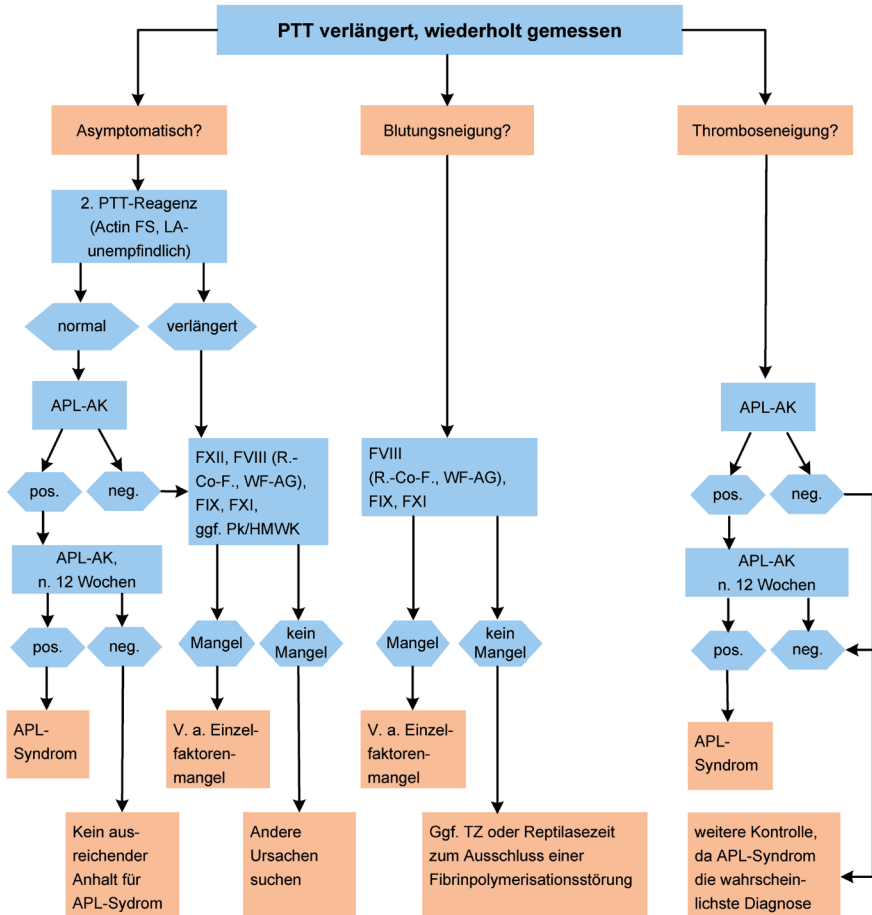 PTT verlängert, wiederholt gemessen
Asymptomatisch?
Blutungsneigung?
Thromboseneigung?
2. PTT-Reagenz
(Actin FS, LA-
unempfindlich)
normal
verlängert
APL-AK
pos.
neg.
FXII, FVIII (R.-
Co-F., WF-AG),
FIX, FXI,
ggf. Pk/HMWK
APL-AK,
n. 12 Wochen
pos.
neg.
Mangel
kein
Mangel
APL-
Syndrom
V. a. Einzel-
faktoren-
mangel
Kein aus-
reichender
Anhalt für
APL-Sydrom
Andere
Ursachen
suchen
FVIII
(R.-Co-F., WF-AG),
FIX, FXI
Mangel
kein
Mangel
V. a. Einzel-
faktoren-
mangel
Ggf. TZ oder Reptilasezeit
zum Ausschluss einer
Fibrinpolymerisationsstörung
APL-AK
pos.
neg.
APL-AK
n. 12 Wochen
pos.
neg.
APL-
Syndrom
weitere Kontrolle,
da APL-Syndrom
die wahrschein-
lichste Diagnose